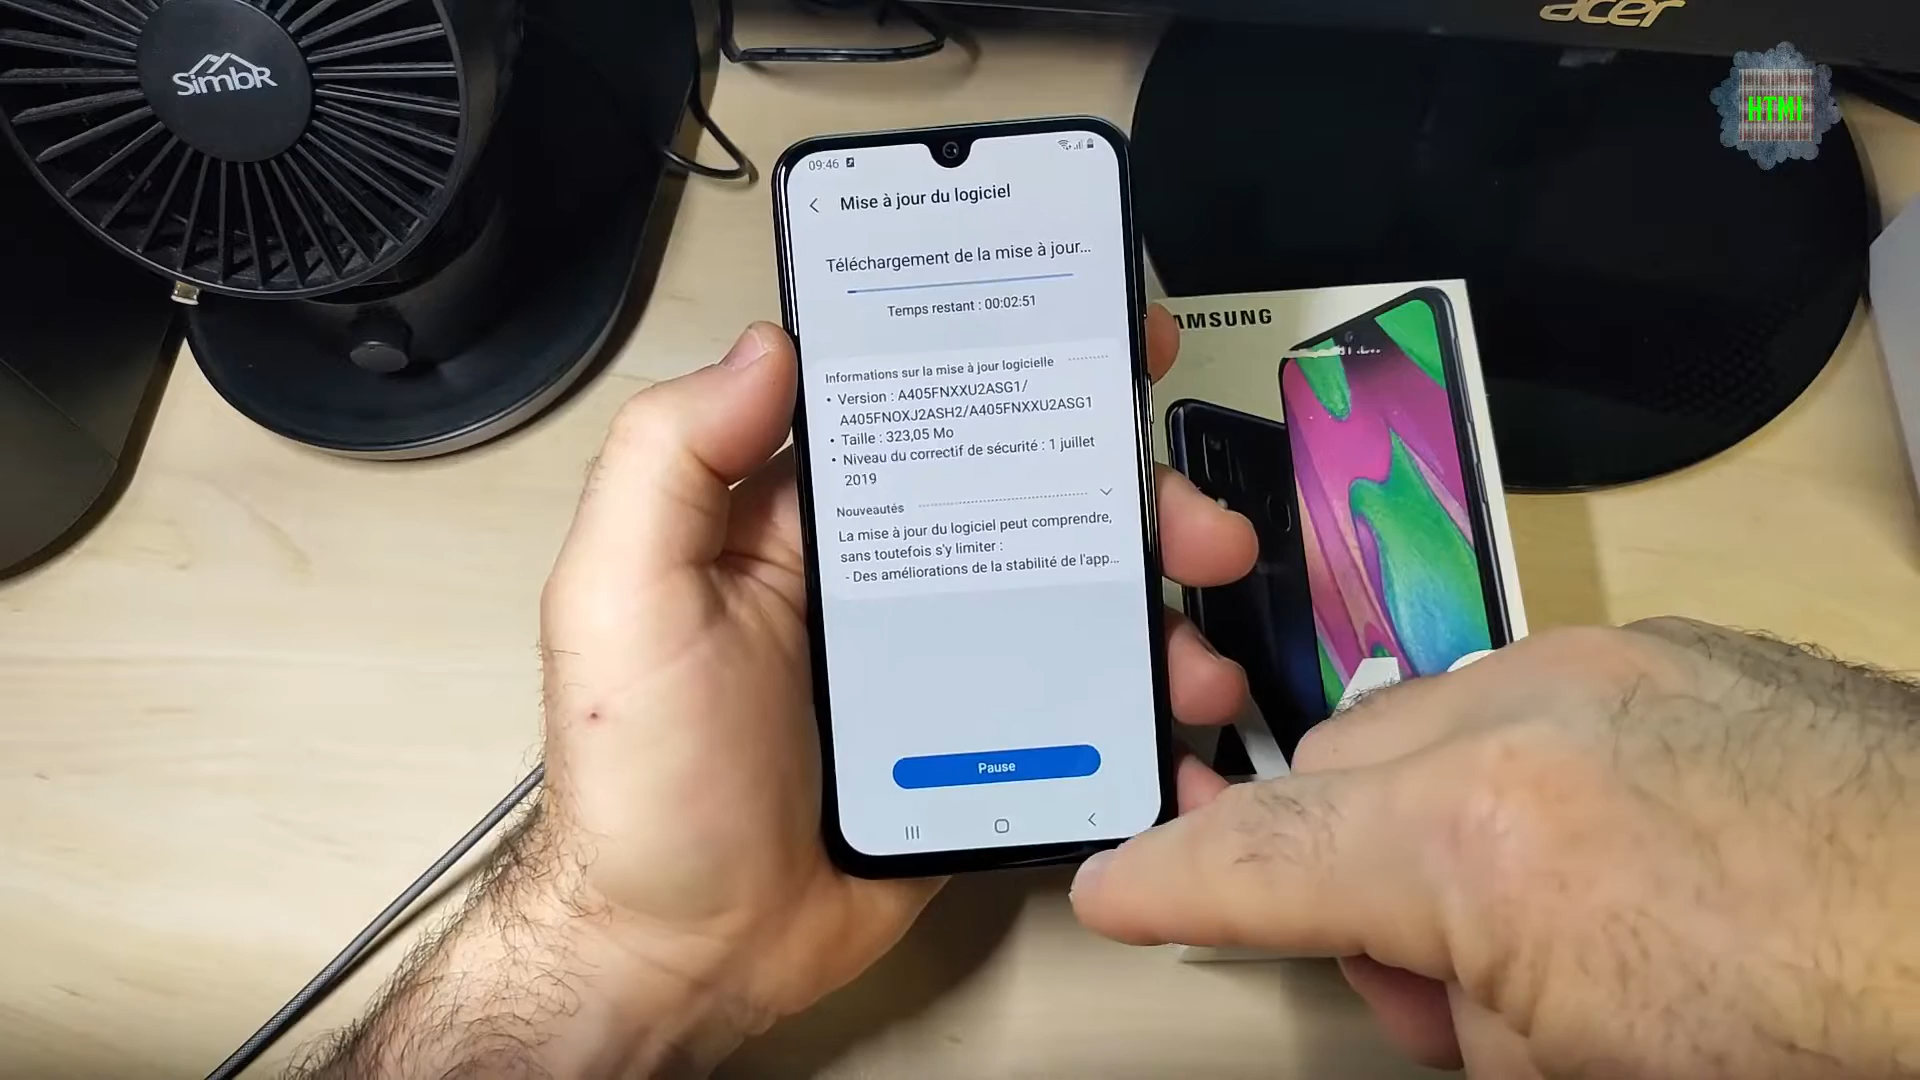 acer
SimbR
HTMI
09:46
Mise à jour du logiciel
Téléchargement de la mise à jour...
Temps restant : 00:02:51
AMSUNG
Informations sur la mise à jour logicielle
• Version : A405FNXXU2ASG1/
A405FNOXJ2ASH2/A405FNXXU2ASG1
• Taille : 323,05 Mo
• Niveau du correctif de sécurité : 1 juillet
2019
Nouveautés
La mise à jour du logiciel peut comprendre,
sans toutefois s'y limiter :
- Des améliorations de la stabilité de l'app...
Pause